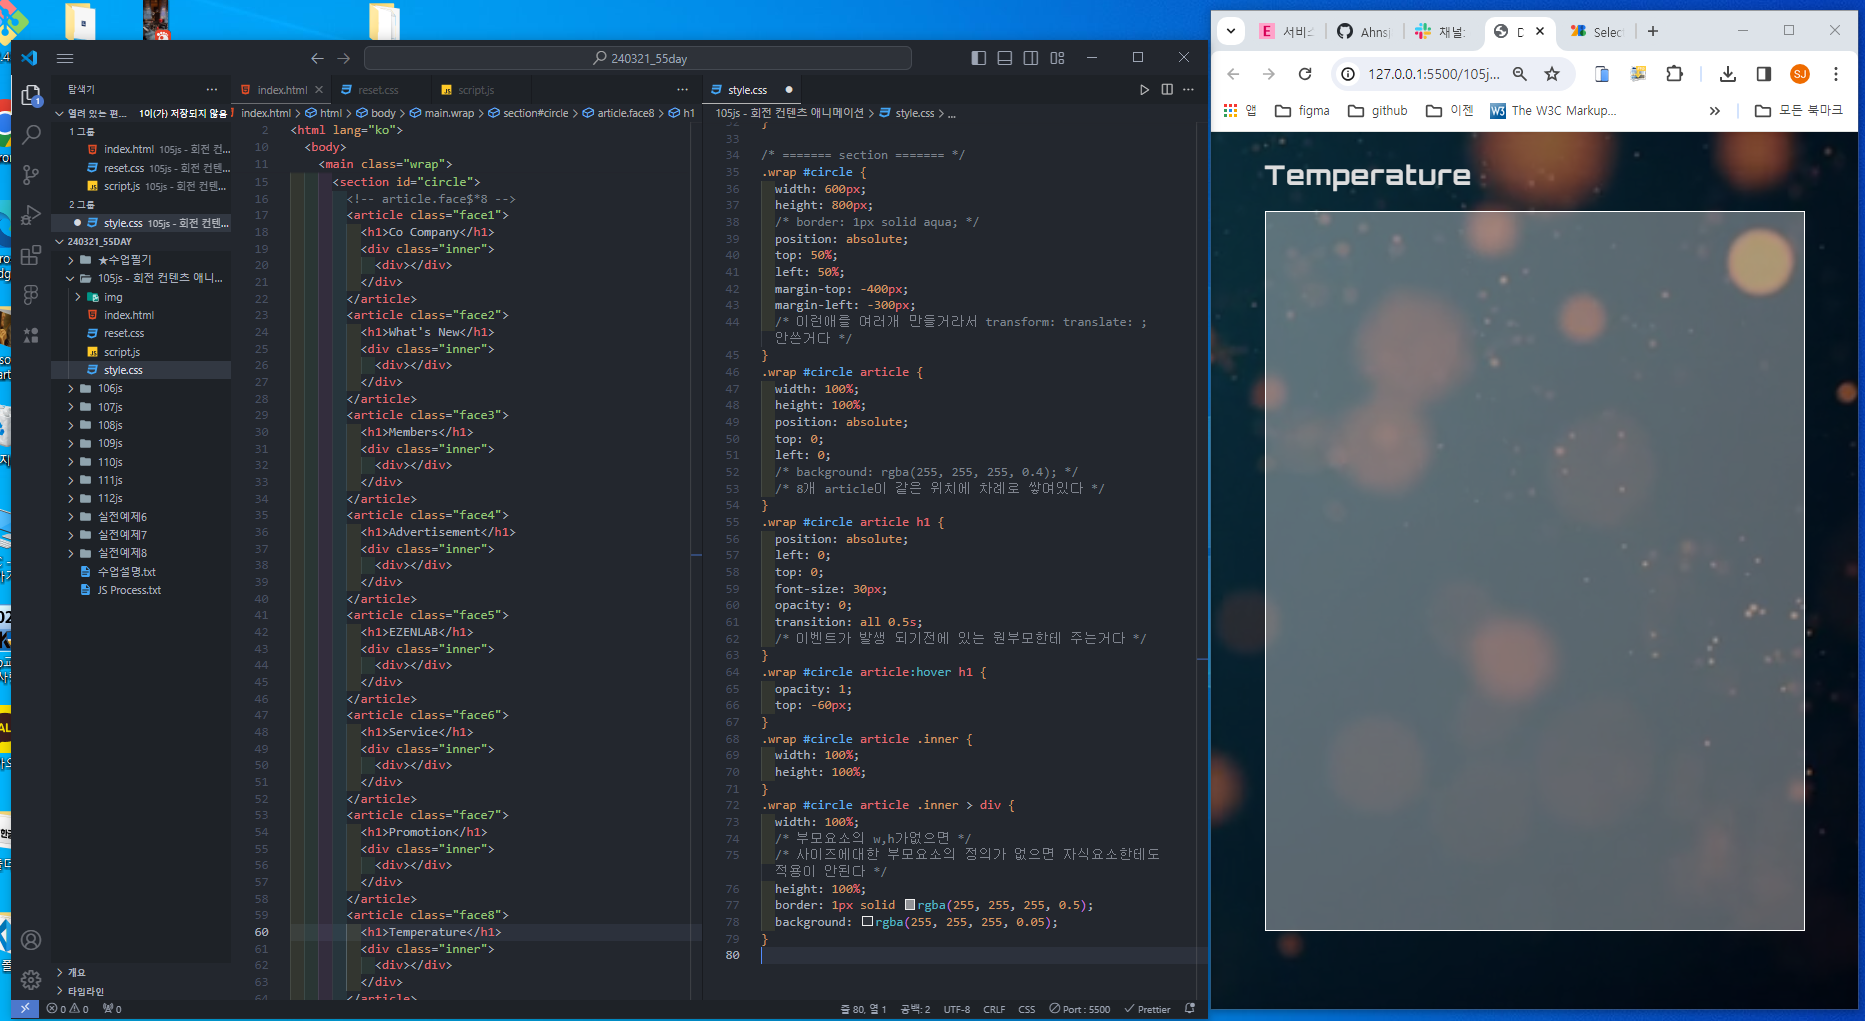 240321_55day
탐색기
열려 있는 편... 1이(가) 저장되지 않음
1 그룹
index.html 105js - 회전 컨...
reset.css 105js - 회전 컨텐...
script.js 105js - 회전 컨텐...
2 그룹
style.css 105js - 회전 컨텐...
240321_55DAY
★수업필기
105js - 회전 컨텐츠 애니...
img
index.html
reset.css
script.js
style.css
106js
107js
108js
109js
110js
111js
112js
실전예제6
실전예제7
실전예제8
수업설명.txt
JS Process.txt
개요
타임라인
index.html
reset.css
script.js
index.html > html > body > main.wrap > section#circle > article.face8 > h1
2 <html lang="ko">
10 <body>
11 <main class="wrap">
15 <section id="circle">
16 <!-- article.face$*8 -->
17 <article class="face1">
18 <h1>Co Company</h1>
19 <div class="inner">
20 <div></div>
21 </div>
22 </article>
23 <article class="face2">
24 <h1>What's New</h1>
25 <div class="inner">
26 <div></div>
27 </div>
28 </article>
29 <article class="face3">
30 <h1>Members</h1>
31 <div class="inner">
32 <div></div>
33 </div>
34 </article>
35 <article class="face4">
36 <h1>Advertisement</h1>
37 <div class="inner">
38 <div></div>
39 </div>
40 </article>
41 <article class="face5">
42 <h1>EZENLAB</h1>
43 <div class="inner">
44 <div></div>
45 </div>
46 </article>
47 <article class="face6">
48 <h1>Service</h1>
49 <div class="inner">
50 <div></div>
51 </div>
52 </article>
53 <article class="face7">
54 <h1>Promotion</h1>
55 <div class="inner">
56 <div></div>
57 </div>
58 </article>
59 <article class="face8">
60 <h1>Temperature</h1>
61 <div class="inner">
62 <div></div>
63 </div>
64 </article>
style.css
105js - 회전 컨텐츠 애니메이션 > style.css > ...
32 }
33
34 /* ======= section ======= */
35 .wrap #circle {
36 width: 600px;
37 height: 800px;
38 /* border: 1px solid aqua; */
39 position: absolute;
40 top: 50%;
41 left: 50%;
42 margin-top: -400px;
43 margin-left: -300px;
44 /* 이런애를 여러개 만들거라서 transform: translate: ;
안쓴거다 */
45 }
46 .wrap #circle article {
47 width: 100%;
48 height: 100%;
49 position: absolute;
50 top: 0;
51 left: 0;
52 /* background: rgba(255, 255, 255, 0.4); */
53 /* 8개 article이 같은 위치에 차례로 쌓여있다 */
54 }
55 .wrap #circle article h1 {
56 position: absolute;
57 left: 0;
58 top: 0;
59 font-size: 30px;
60 opacity: 0;
61 transition: all 0.5s;
62 /* 이벤트가 발생 되기전에 있는 원부모한테 주는거다 */
63 }
64 .wrap #circle article:hover h1 {
65 opacity: 1;
66 top: -60px;
67 }
68 .wrap #circle article .inner {
69 width: 100%;
70 height: 100%;
71 }
72 .wrap #circle article .inner > div {
73 width: 100%;
74 /* 부모요소의 w,h가없으면 */
75 /* 사이즈에대한 부모요소의 정의가 없으면 자식요소한테도
적용이 안된다 */
76 height: 100%;
77 border: 1px solid rgba(255, 255, 255, 0.5);
78 background: rgba(255, 255, 255, 0.05);
79 }
80
0 0 0
줄 80, 열 1 공백: 2 UTF-8 CRLF CSS Port : 5500 Prettier
서비스
Ahnsj
채널:
D
Selec
127.0.0.1:5500/105j...
SJ
앱 figma github 이젠 The W3C Markup... » 모든 북마크
Temperature